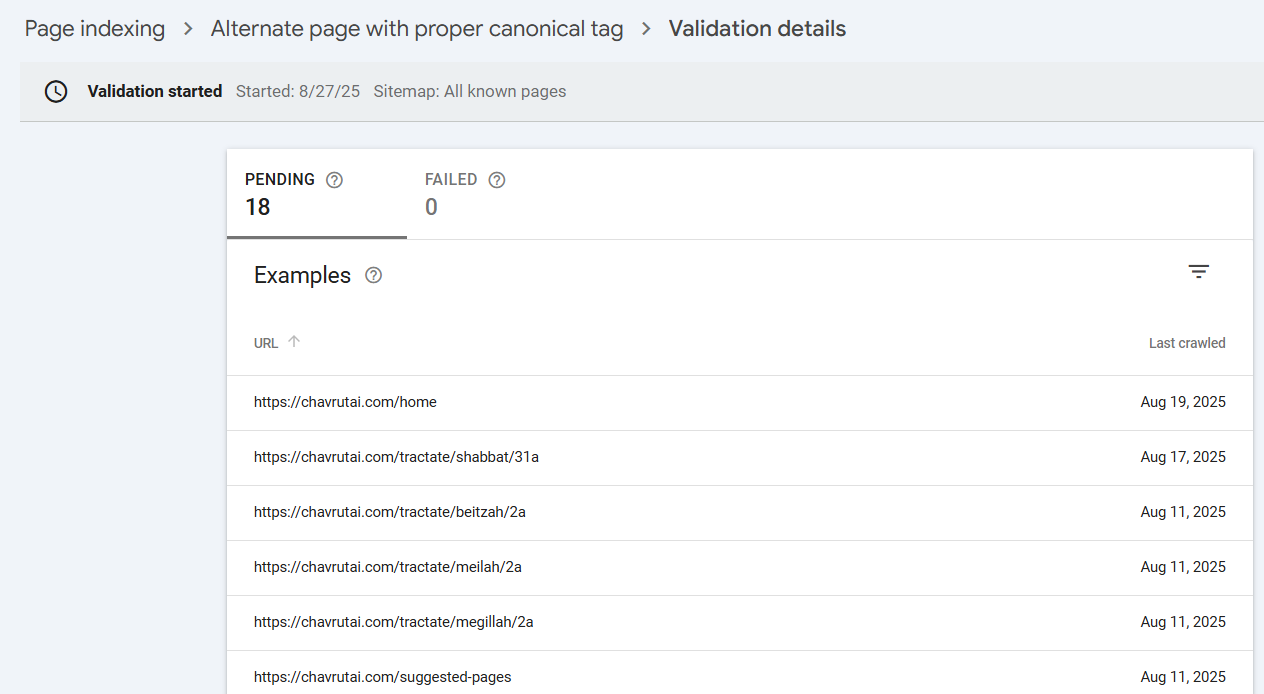 Page indexing > Alternate page with proper canonical tag > Validation details
Validation started Started: 8/27/25 Sitemap: All known pages
PENDING ? FAILED ?
18 0
Examples ?
URL ↑ Last crawled
https://chavrutai.com/home Aug 19, 2025
https://chavrutai.com/tractate/shabbat/31a Aug 17, 2025
https://chavrutai.com/tractate/beitzah/2a Aug 11, 2025
https://chavrutai.com/tractate/meilah/2a Aug 11, 2025
https://chavrutai.com/tractate/megillah/2a Aug 11, 2025
https://chavrutai.com/suggested-pages Aug 11, 2025